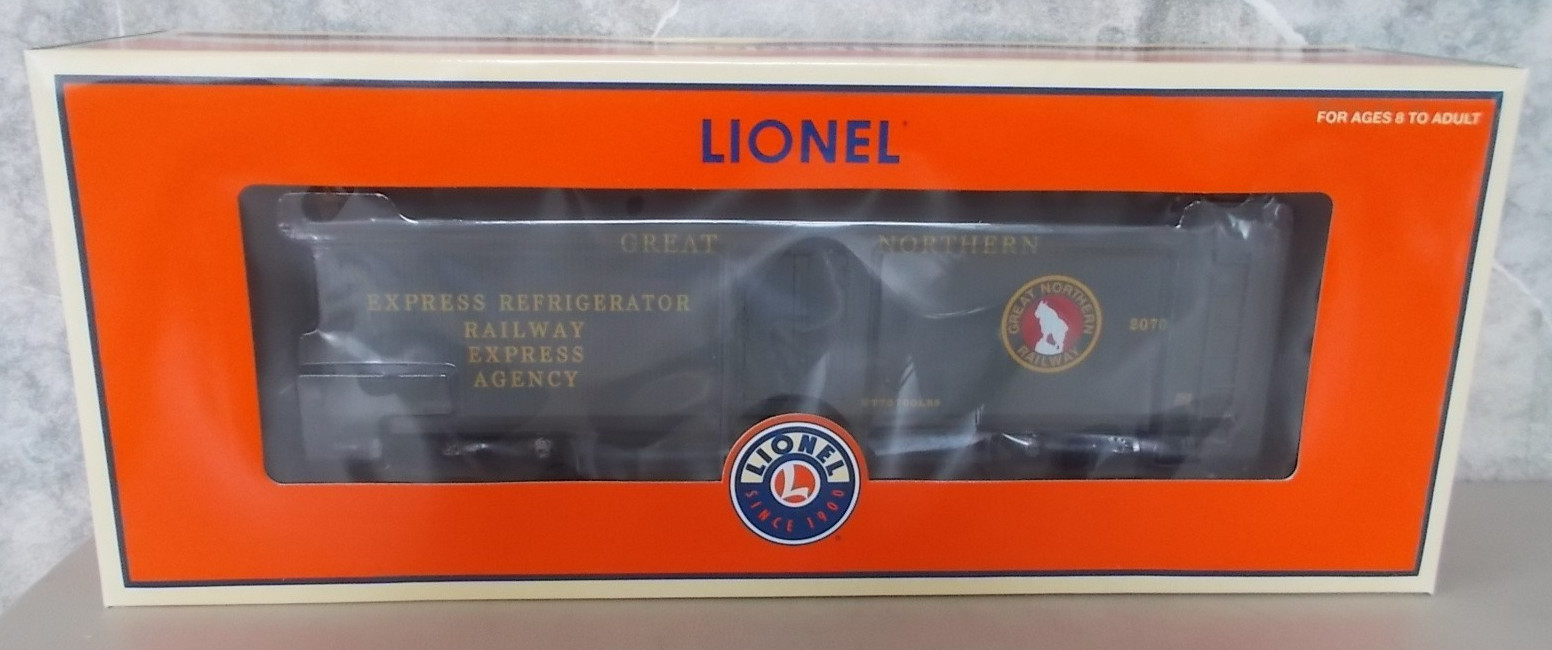 FOR AGES 8 TO ADULT
LIONEL
GREAT NORTHERN
EXPRESS REFRIGERATOR
RAILWAY
EXPRESS
AGENCY
GREAT NORTHERN
RAILWAY
2070
LIONEL
L
SINCE 1900